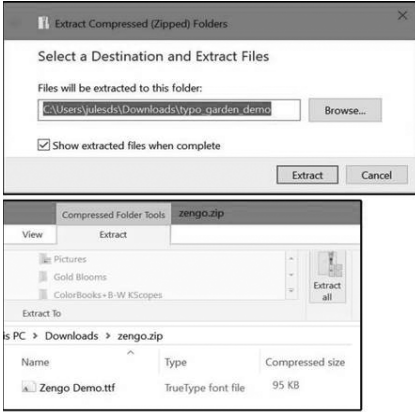 Extract Compressed (Zipped) Folders
Select a Destination and Extract Files
Files will be extracted to this folder:
C:\Users\julesds\Downloads\typo_garden_demo
Browse...
Show extracted files when complete
Extract Cancel
Compressed Folder Tools zengo.zip
View Extract
Pictures
Gold Blooms
ColorBooks+B-W KScopes
Extract all
Extract To
is PC > Downloads > zengo.zip
Name Type Compressed size
Zengo Demo.ttf TrueType font file 95 KB